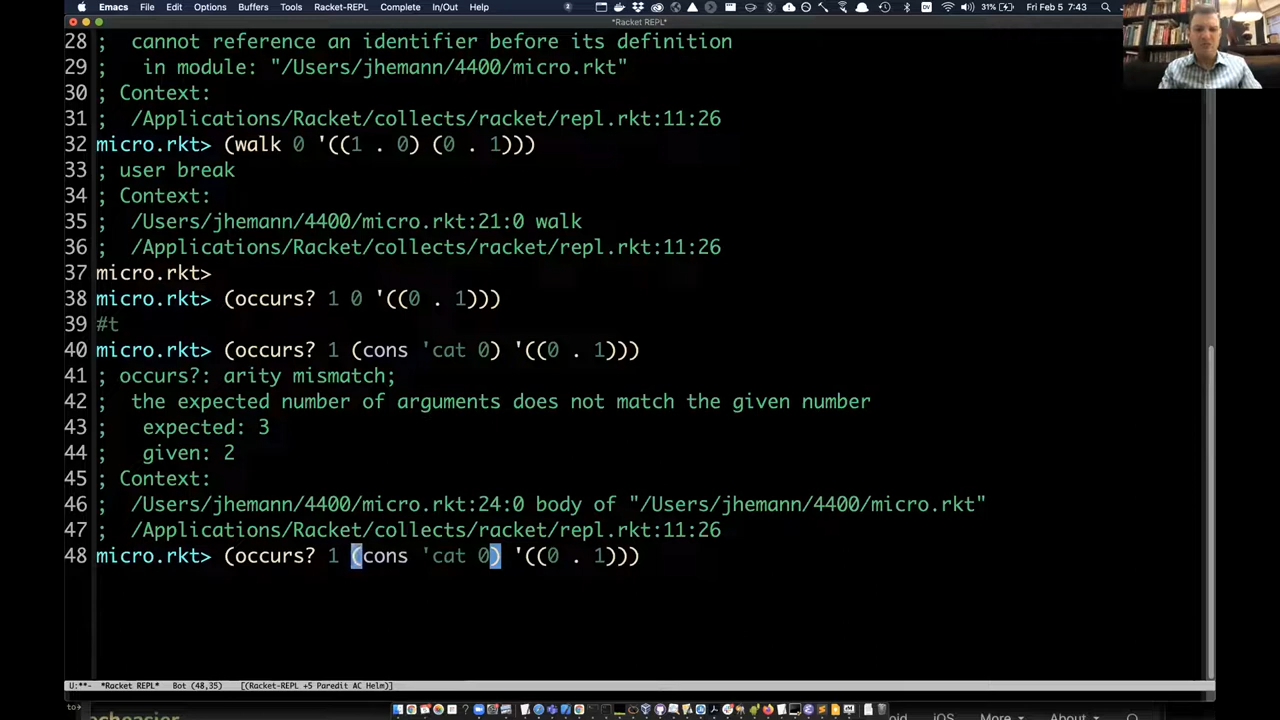 Emacs File Edit Options Buffers Tools Racket-REPL Complete In/Out Help 31% Fri Feb 5 7:43
*Racket REPL*
28 ; cannot reference an identifier before its definition
29 ; in module: "/Users/jhemann/4400/micro.rkt"
30 ; Context:
31 ; /Applications/Racket/collects/racket/repl.rkt:11:26
32 micro.rkt> (walk 0 '((1 . 0) (0 . 1)))
33 ; user break
34 ; Context:
35 ; /Users/jhemann/4400/micro.rkt:21:0 walk
36 ; /Applications/Racket/collects/racket/repl.rkt:11:26
37 micro.rkt>
38 micro.rkt> (occurs? 1 0 '((0 . 1)))
39 #t
40 micro.rkt> (occurs? 1 (cons 'cat 0) '((0 . 1)))
41 ; occurs?: arity mismatch;
42 ; the expected number of arguments does not match the given number
43 ; expected: 3
44 ; given: 2
45 ; Context:
46 ; /Users/jhemann/4400/micro.rkt:24:0 body of "/Users/jhemann/4400/micro.rkt"
47 ; /Applications/Racket/collects/racket/repl.rkt:11:26
48 micro.rkt> (occurs? 1 (cons 'cat 0) '((0 . 1)))
U:**- *Racket REPL* Bot (48,35) [(Racket-REPL +5 Paredit AC Helm)]
iOS More About